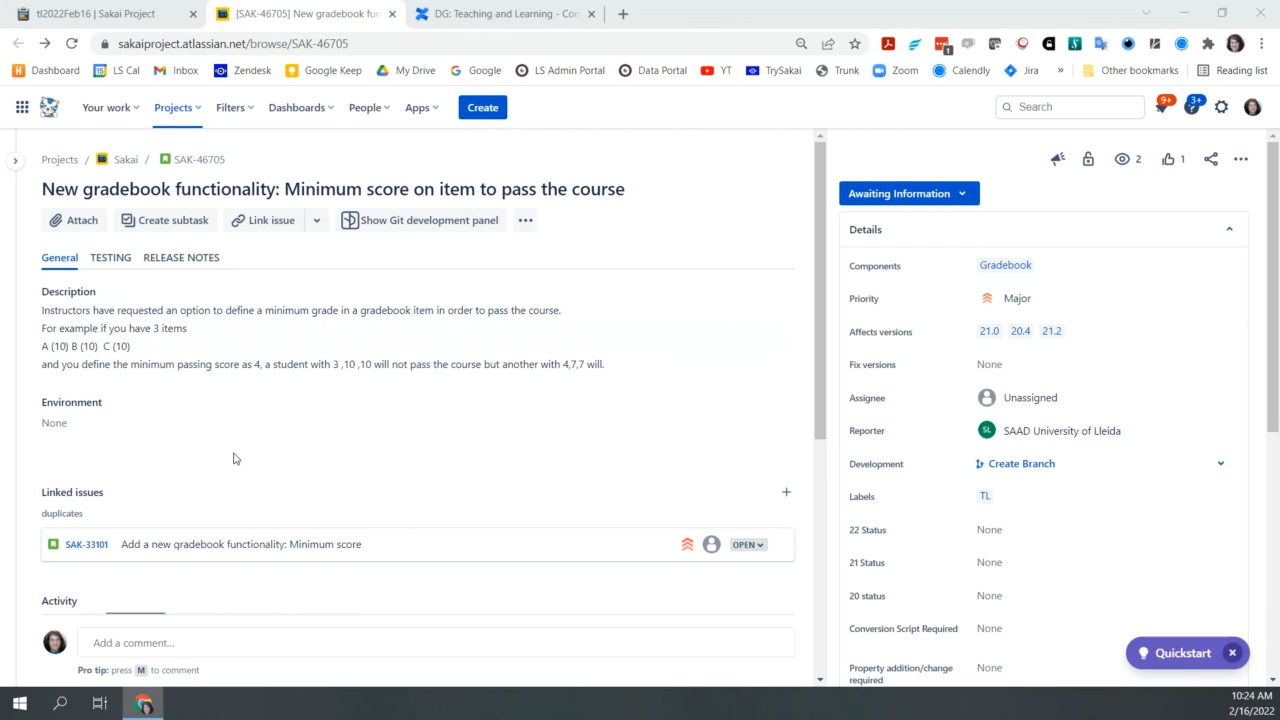 tl2022Feb16 | Sakai Project
[SAK-46705] New gradebook fun
DG: Teaching and Learning - Con
sakaiproject.atlassian.net/browse/SAK-46705
Dashboard
LS Cal
Inbox
Zendesk
Google Keep
My Drive
Google
LS Admin Portal
Data Portal
YT
TrySakai
Trunk
Zoom
Calendly
Jira
»
Other bookmarks
Reading list
Your work
Projects
Filters
Dashboards
People
Apps
Create
Search
9+
3+
Projects / Sakai / SAK-46705
2
1
New gradebook functionality: Minimum score on item to pass the course
Awaiting Information
Attach
Create subtask
Link issue
Show Git development panel
General
TESTING
RELEASE NOTES
Details
Description
Instructors have requested an option to define a minimum grade in a gradebook item in order to pass the course.
For example if you have 3 items
A (10) B (10) C (10)
and you define the minimum passing score as 4, a student with 3 ,10 ,10 will not pass the course but another with 4,7,7 will.
Environment
None
Linked issues
duplicates
SAK-33101 Add a new gradebook functionality: Minimum score
OPEN
Activity
Add a comment...
Pro tip: press M to comment
Components Gradebook
Priority Major
Affects versions 21.0 20.4 21.2
Fix versions None
Assignee Unassigned
Reporter SL SAAD University of Lleida
Development Create Branch
Labels TL
22 Status None
21 Status None
20 status None
Conversion Script Required None
Property addition/change required None
Quickstart
10:24 AM
2/16/2022